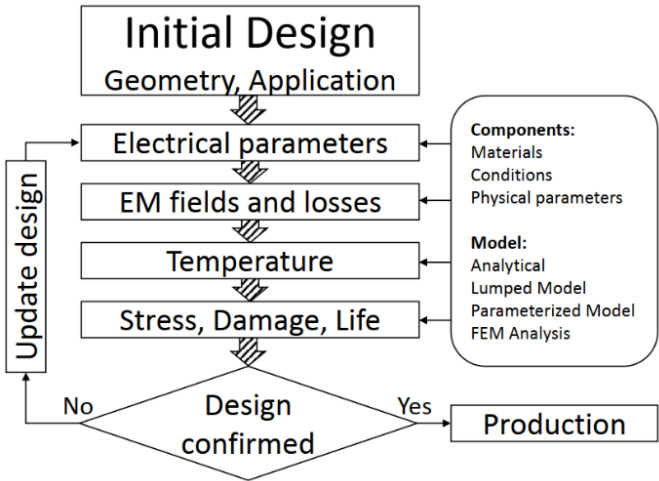 Initial Design
Geometry, Application
Electrical parameters
EM fields and losses
Temperature
Stress, Damage, Life
Design
confirmed
No
Yes
Update design
Production
Components:
Materials
Conditions
Physical parameters
Model:
Analytical
Lumped Model
Parameterized Model
FEM Analysis